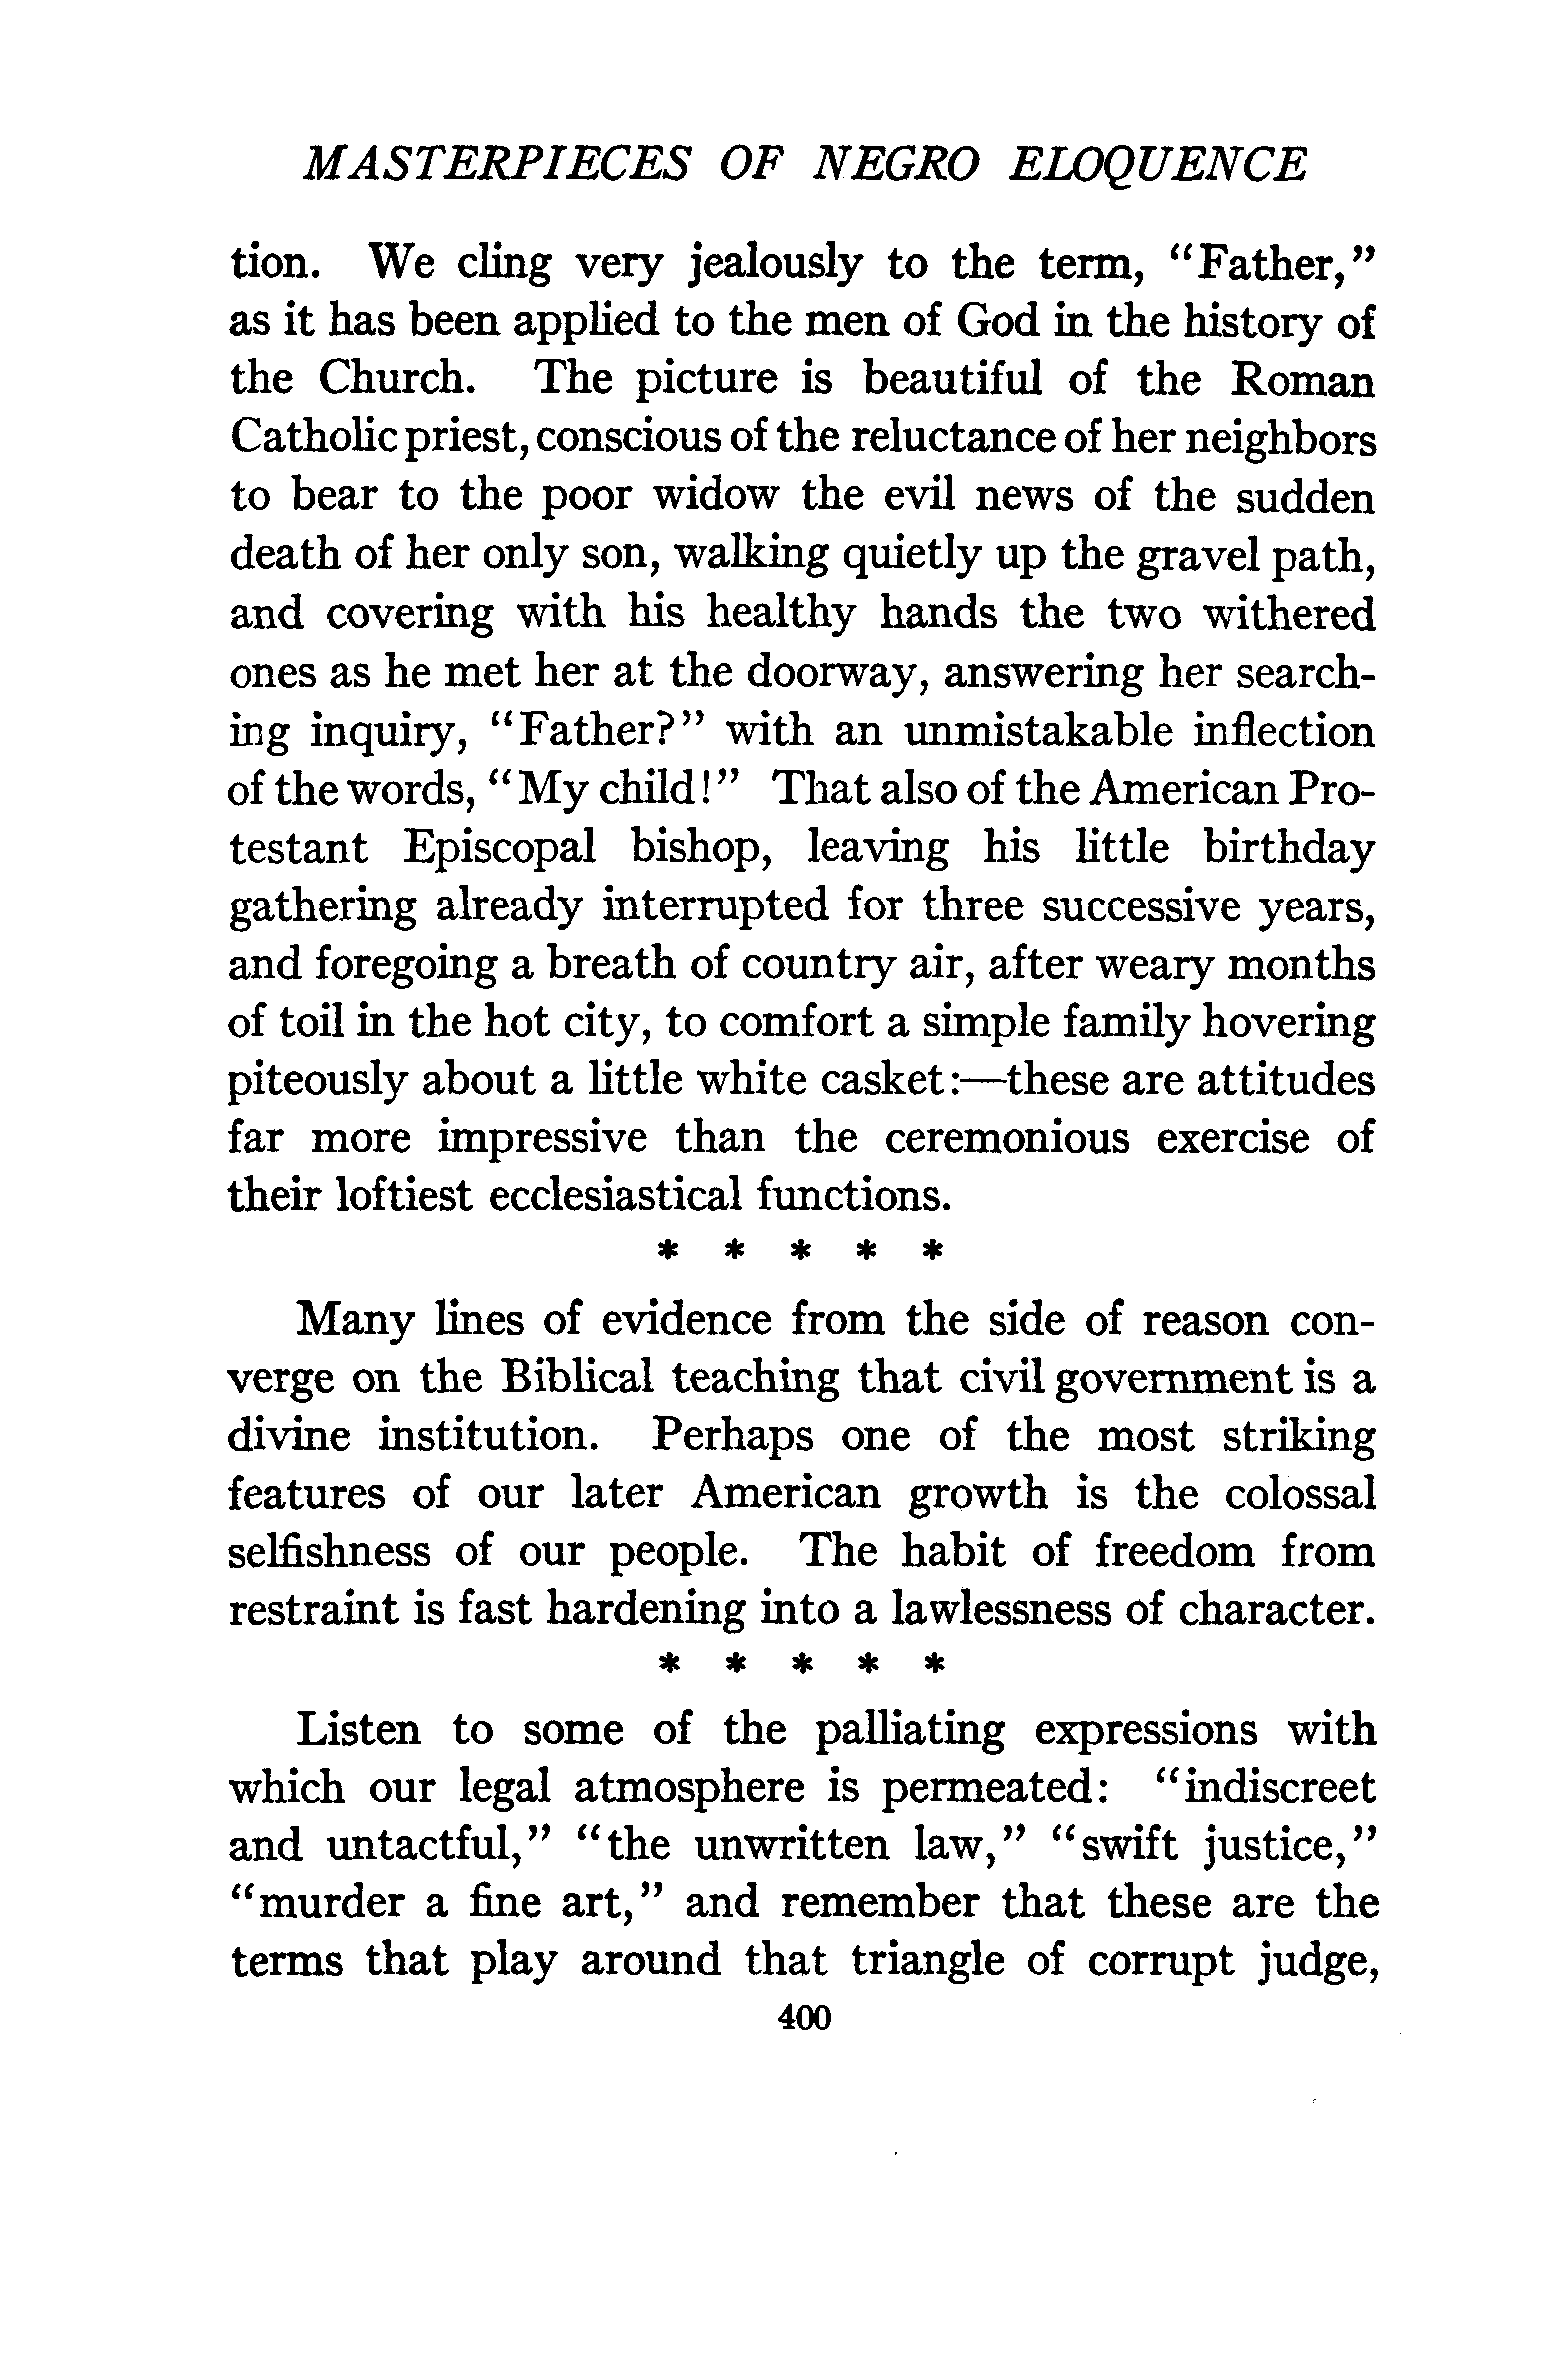 MASTERPIECES OF NEGRO ELOQUENCE
tion. We cling very jealously to the term, “Father,”
as it has been applied to the men of God in the history of
the Church. The picture is beautiful of the Roman
Catholic priest, conscious of the reluctance of her neighbors
to bear to the poor widow the evil news of the sudden
death of her only son, walking quietly up the gravel path,
and covering with his healthy hands the two withered
ones as he met her at the doorway, answering her search-
ing inquiry, “Father?” with an unmistakable inflection
of the words, “My child!” That also of the American Pro-
testant Episcopal bishop, leaving his little birthday
gathering already interrupted for three successive years,
and foregoing a breath of country air, after weary months
of toil in the hot city, to comfort a simple family hovering
piteously about a little white casket:—these are attitudes
far more impressive than the ceremonious exercise of
their loftiest ecclesiastical functions.
* * * * *
Many lines of evidence from the side of reason con-
verge on the Biblical teaching that civil government is a
divine institution. Perhaps one of the most striking
features of our later American growth is the colossal
selfishness of our people. The habit of freedom from
restraint is fast hardening into a lawlessness of character.
* * * * *
Listen to some of the palliating expressions with
which our legal atmosphere is permeated: “indiscreet
and untactful,” “the unwritten law,” “swift justice,”
“murder a fine art,” and remember that these are the
terms that play around that triangle of corrupt judge,
400